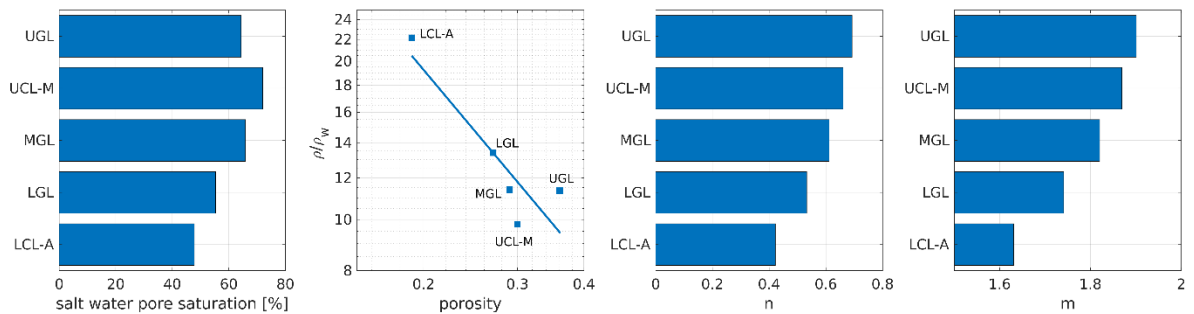 UGL
UCL-M
MGL
LGL
LCL-A
0 20 40 60 80
salt water pore saturation [%]
24
22
20
18
16
14
12
10
8
ρ/ρw
LCL-A
LGL
MGL
UGL
UCL-M
0.2 0.3 0.4
porosity
UGL
UCL-M
MGL
LGL
LCL-A
0 0.2 0.4 0.6 0.8
n
UGL
UCL-M
MGL
LGL
LCL-A
1.6 1.8 2
m